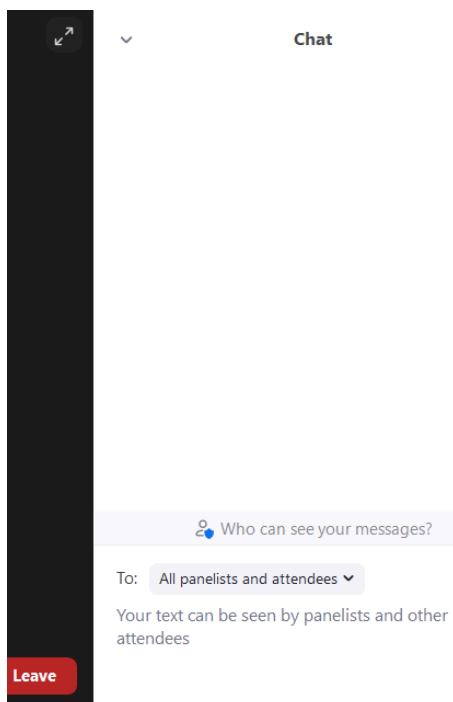 Chat
Who can see your messages?
To: All panelists and attendees
Your text can be seen by panelists and other
attendees
Leave